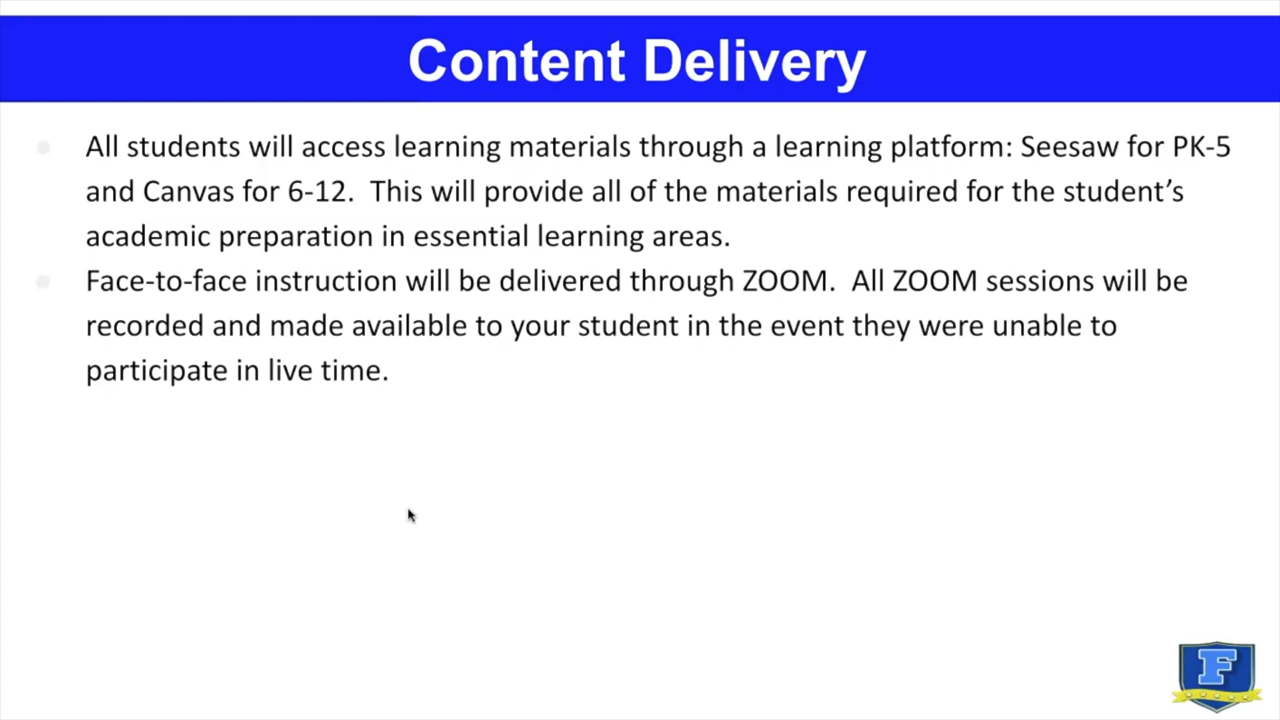 Content Delivery
All students will access learning materials through a learning platform: Seesaw for PK-5
and Canvas for 6-12.  This will provide all of the materials required for the student’s
academic preparation in essential learning areas.
Face-to-face instruction will be delivered through ZOOM.  All ZOOM sessions will be
recorded and made available to your student in the event they were unable to
participate in live time.
F